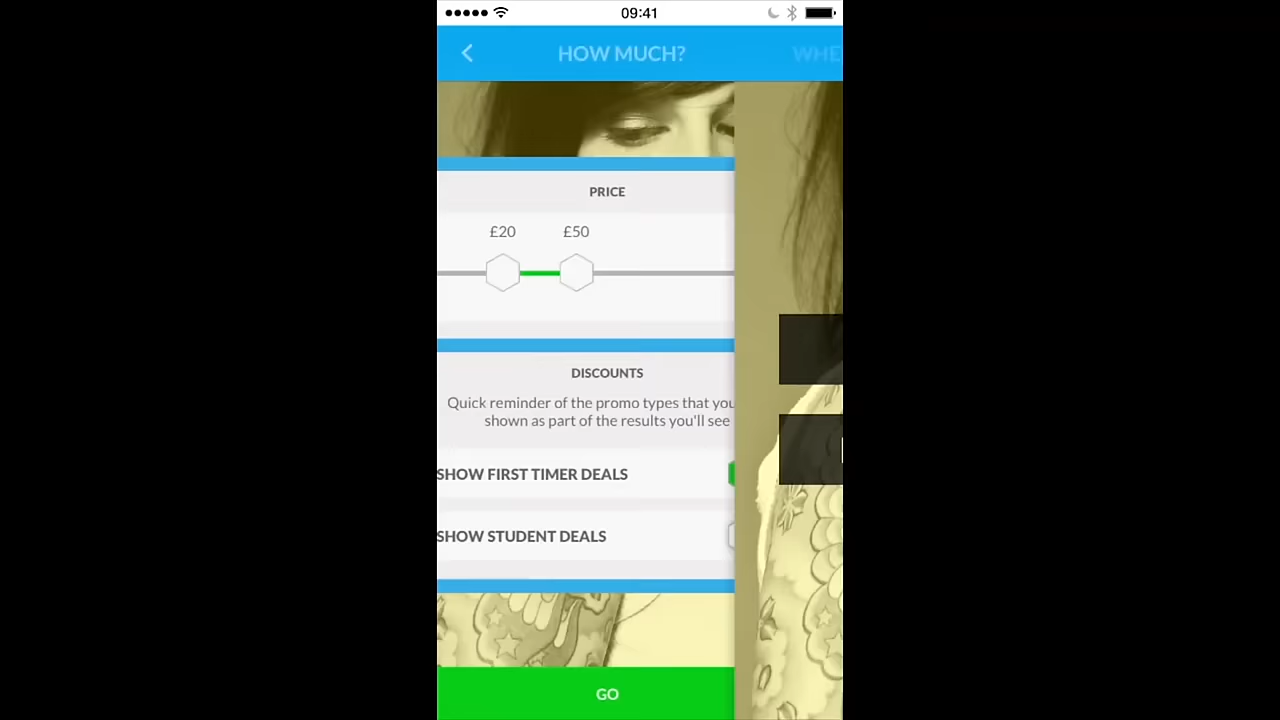 09:41
HOW MUCH?
WHE
PRICE
£20 £50
DISCOUNTS
Quick reminder of the promo types that you
shown as part of the results you'll see
SHOW FIRST TIMER DEALS
SHOW STUDENT DEALS
GO